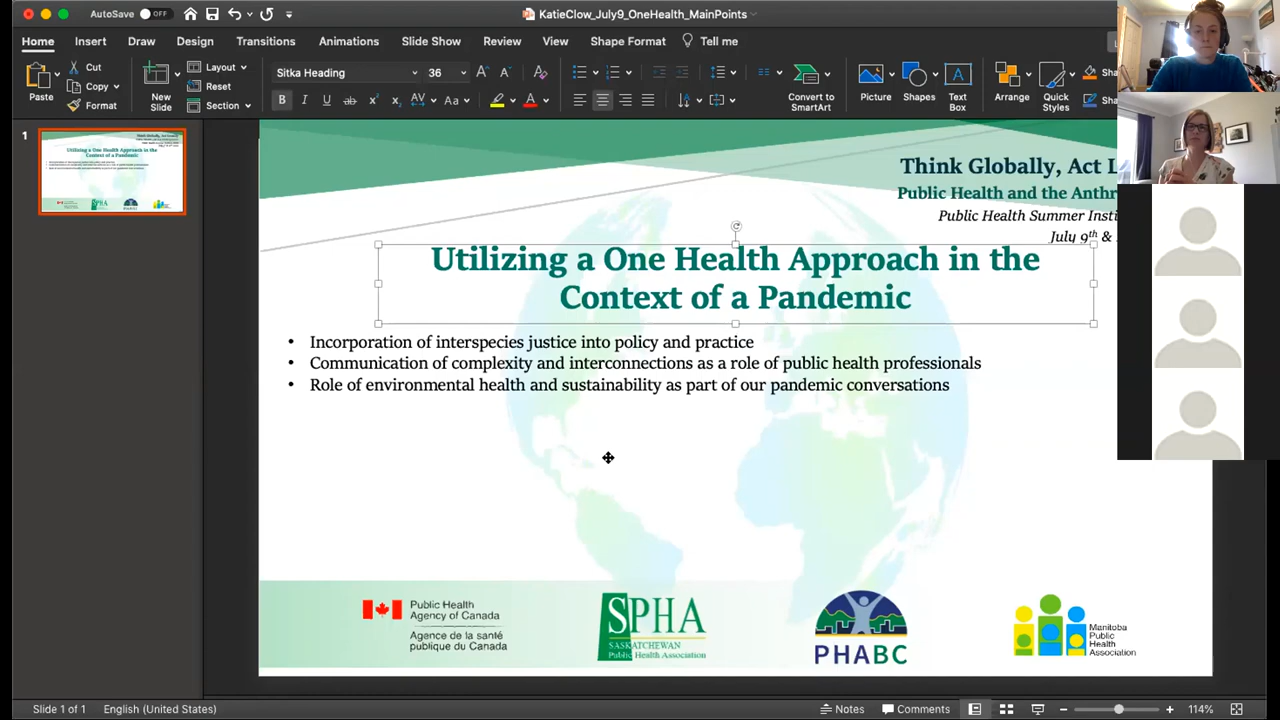 AutoSave OFF
KatieClow_July9_OneHealth_MainPoints
Home Insert Draw Design Transitions Animations Slide Show Review View Shape Format Tell me
Paste
Cut
Copy
Format
New Slide
Layout
Reset
Section
Sitka Heading 36
Convert to SmartArt
Picture
Shapes
Text Box
Arrange
Quick Styles
1
Think Globally, Act L
Public Health and the Anthr
Public Health Summer Insti
July 9th &
Utilizing a One Health Approach in the
Context of a Pandemic
• Incorporation of interspecies justice into policy and practice
• Communication of complexity and interconnections as a role of public health professionals
• Role of environmental health and sustainability as part of our pandemic conversations
Public Health
Agency of Canada
Agence de la santé
publique du Canada
SPHA
SASKATCHEWAN
Public Health Association
PHABC
Manitoba
Public
Health
Association
Slide 1 of 1 English (United States) Notes Comments 114%